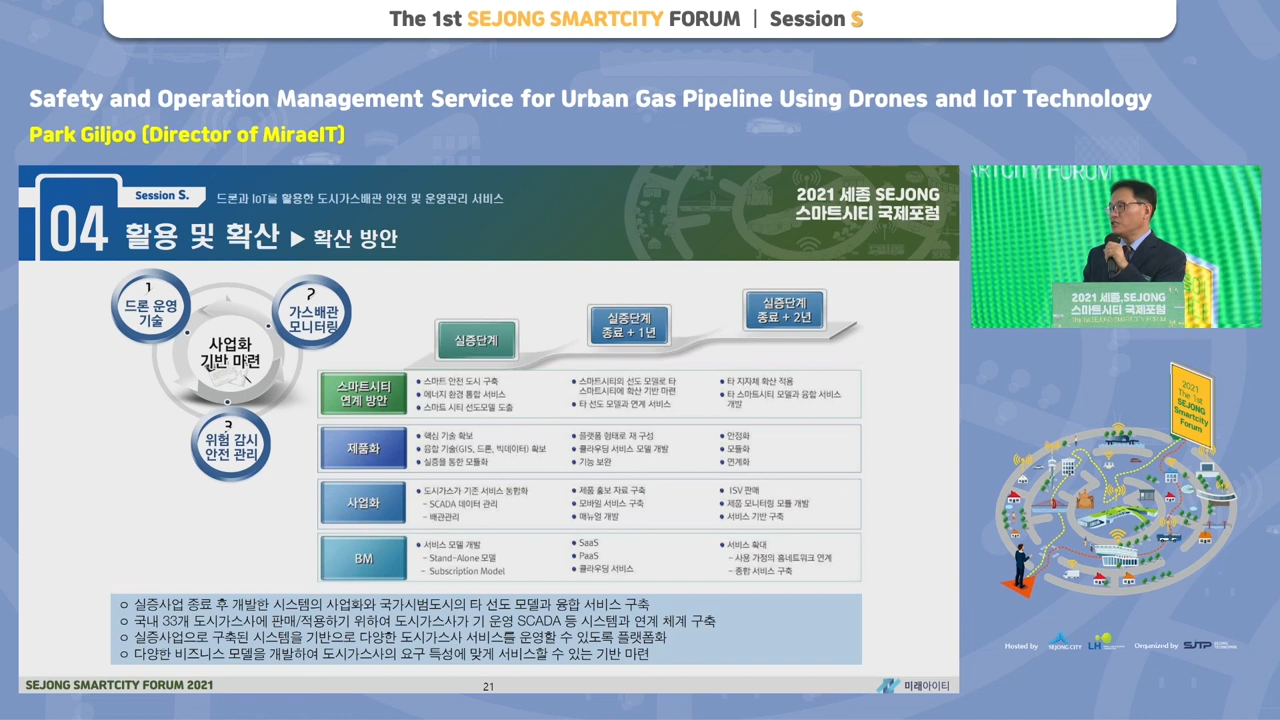 The 1st SEJONG SMARTCITY FORUM | Session S
Safety and Operation Management Service for Urban Gas Pipeline Using Drones and IoT Technology
Park Giljoo (Director of MiraeIT)
Session S.
드론과 IoT를 활용한 도시가스배관 안전 및 운영관리 서비스
04 활용 및 확산 ▶ 확산 방안
2021 세종 SEJONG
스마트시티 국제포럼
1
드론 운영
기술
2
가스배관
모니터링
사업화
기반 마련
3
위험 감시
안전 관리
실증단계
실증단계
종료 + 1년
실증단계
종료 + 2년
스마트시티
연계 방안
• 스마트 안전 도시 구축
• 에너지 환경 통합 서비스
• 스마트 시티 선도모델 도출
• 스마트시티의 선도 모델로 타
스마트시티에 확산 기반 마련
• 타 선도 모델과 연계 서비스
• 타 지자체 확산 적용
• 타 스마트시티 모델과 융합 서비스
개발
제품화
• 핵심 기술 확보
• 융합 기술(GIS, 드론, 빅데이터) 확보
• 실증을 통한 모듈화
• 플랫폼 형태로 재 구성
• 클라우딩 서비스 모델 개발
• 기능 보완
• 안정화
• 모듈화
• 연계화
사업화
• 도시가스가 기존 서비스 통합화
– SCADA 데이터 관리
– 배관관리
• 제품 홍보 자료 구축
• 모바일 서비스 구축
• 매뉴얼 개발
• ISV 판매
• 제품 모니터링 모듈 개발
• 서비스 기반 구축
BM
• 서비스 모델 개발
– Stand-Alone 모델
– Subscription Model
• SaaS
• PaaS
• 클라우딩 서비스
• 서비스 확대
– 사용 가정의 홈네트워크 연계
– 종합 서비스 구축
○ 실증사업 종료 후 개발한 시스템의 사업화와 국가시범도시의 타 선도 모델과 융합 서비스 구축
○ 국내 33개 도시가스사에 판매/적용하기 위하여 도시가스사가 기 운영 SCADA 등 시스템과 연계 체계 구축
○ 실증사업으로 구축된 시스템을 기반으로 다양한 도시가스사 서비스를 운영할 수 있도록 플랫폼화
○ 다양한 비즈니스 모델을 개발하여 도시가스사의 요구 특성에 맞게 서비스할 수 있는 기반 마련
SEJONG SMARTCITY FORUM 2021
21
미래아이티
ARTCITY FORUM
2021 세종,SEJONG
스마트시티 국제포럼
The 1st SEJONG SMARTCITY FORUM
2021
The 1st
SEJONG
Smartcity
Forum
Hosted by SEJONG CITY LH Organized by SJTP